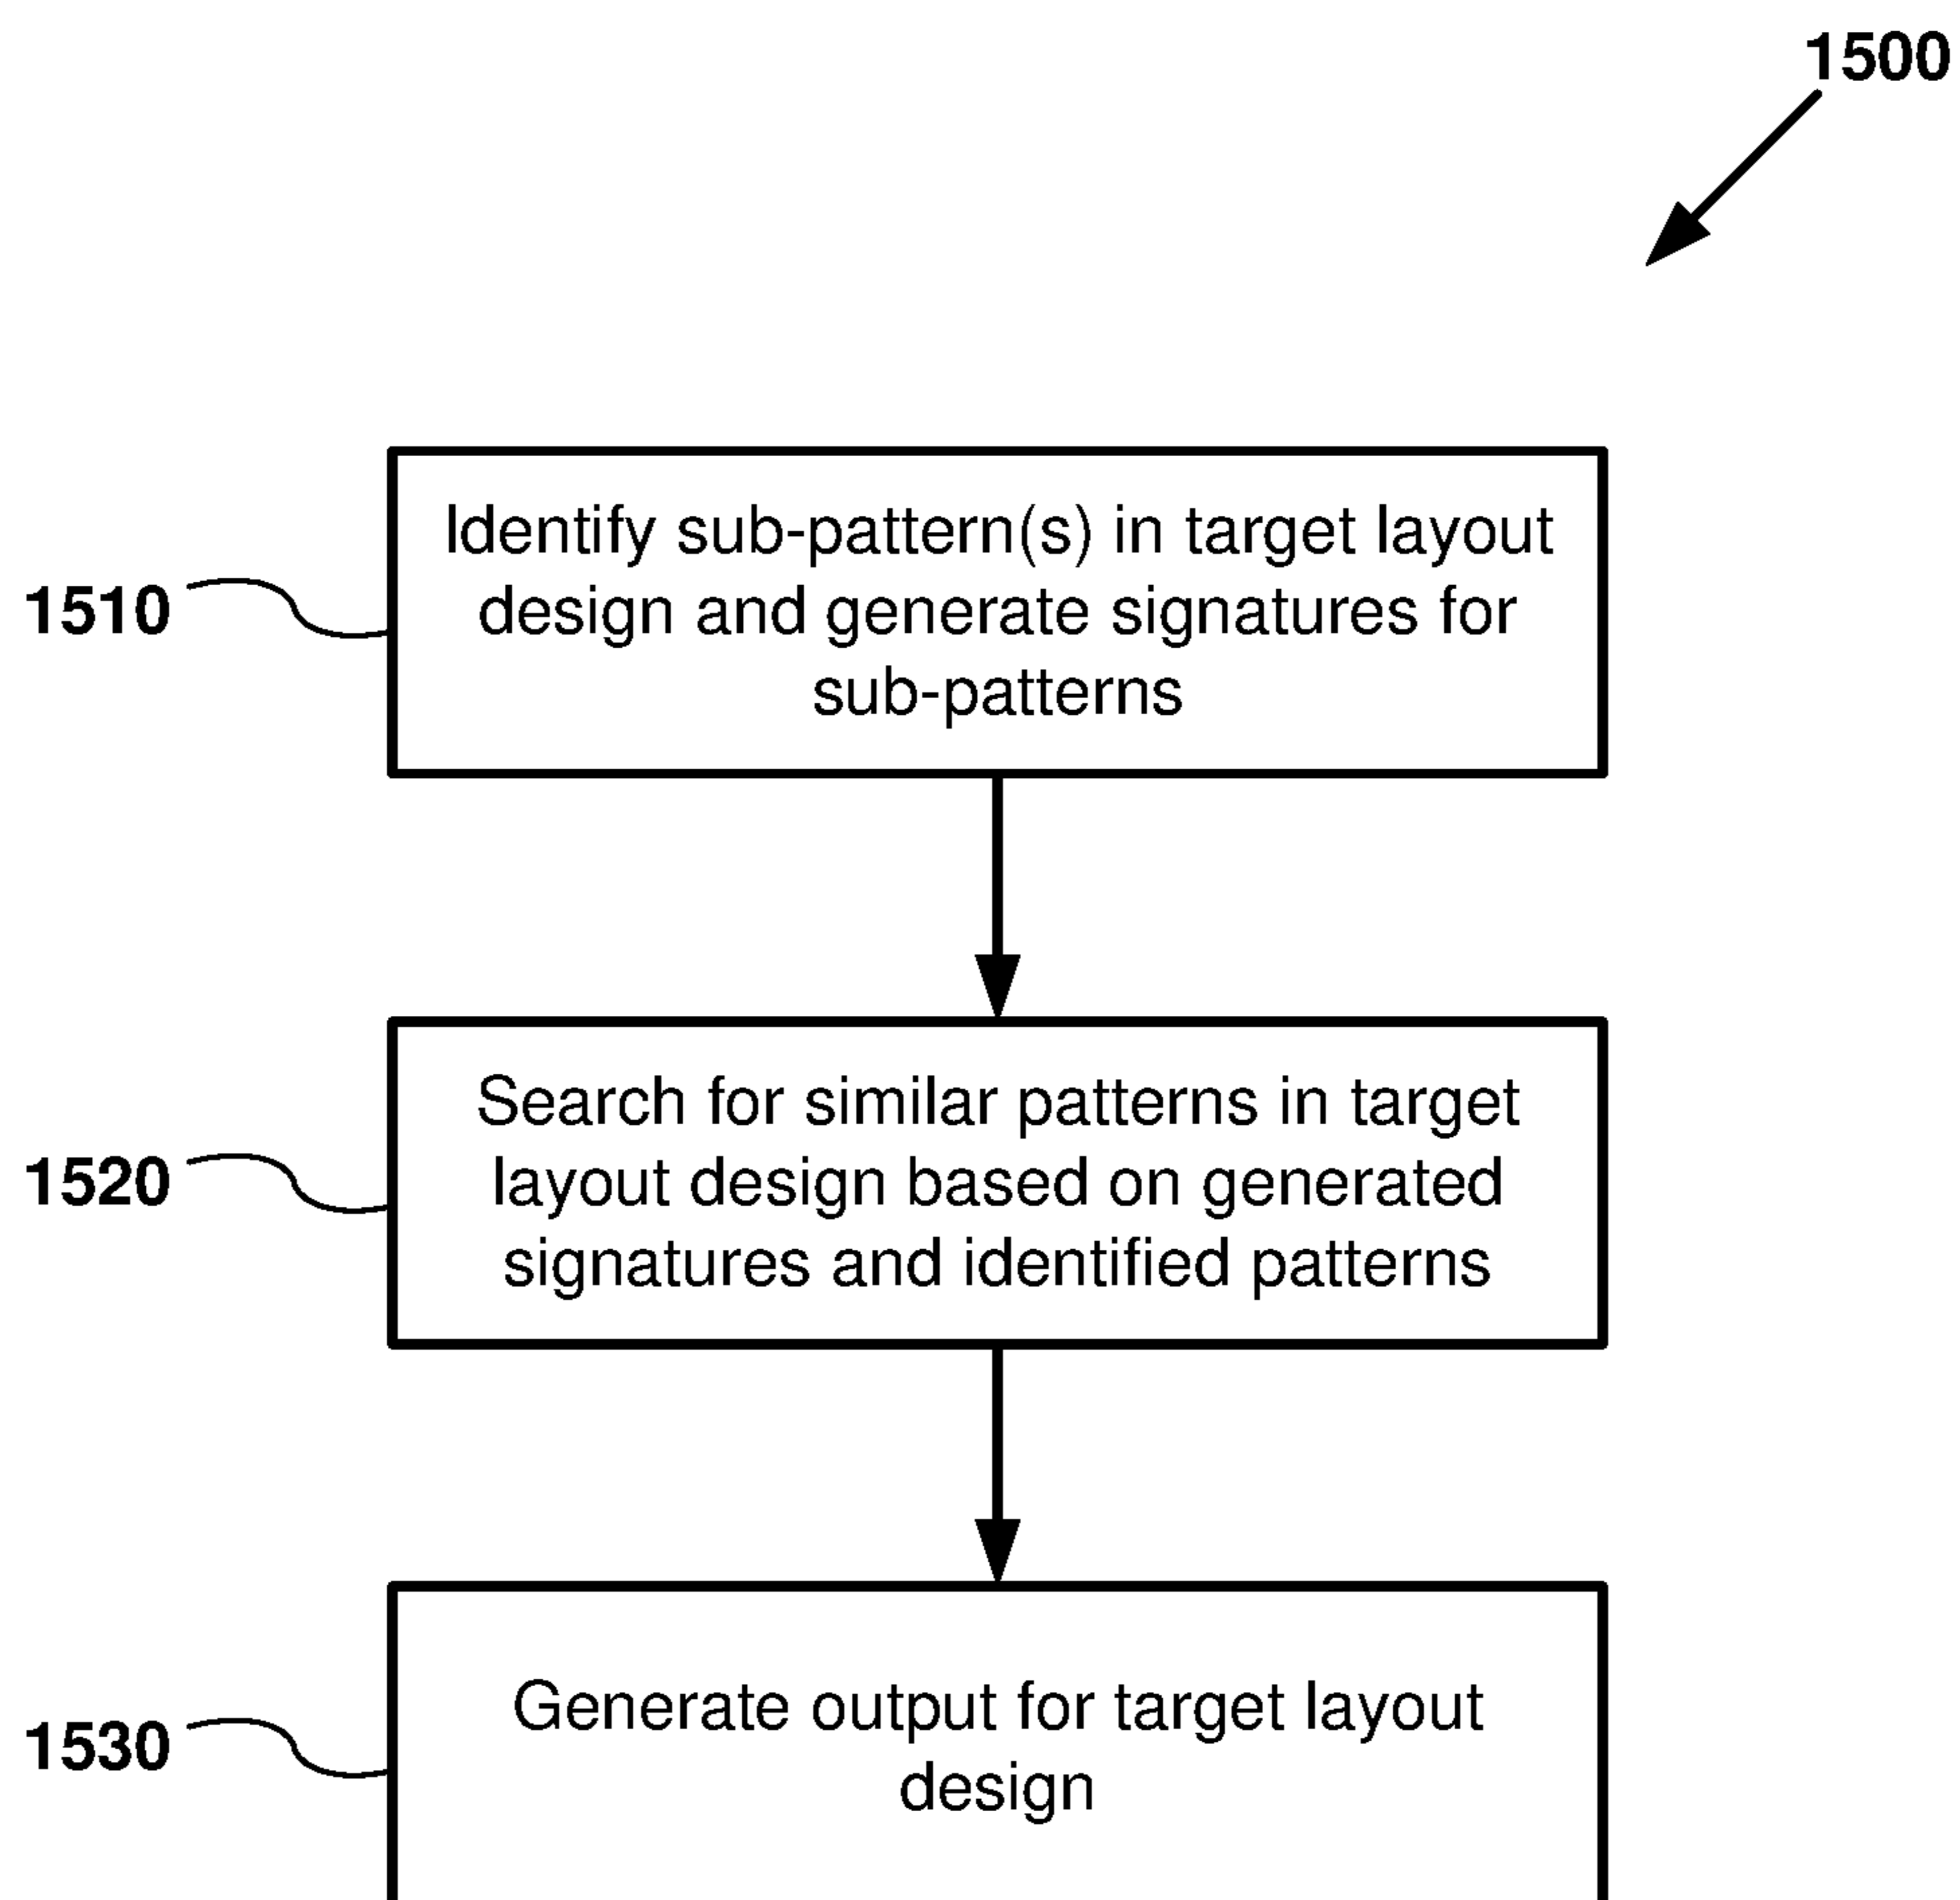 1500
Identify sub-pattern(s) in target layout
design and generate signatures for
sub-patterns
1510
Search for similar patterns in target
layout design based on generated
signatures and identified patterns
1520
Generate output for target layout
design
1530